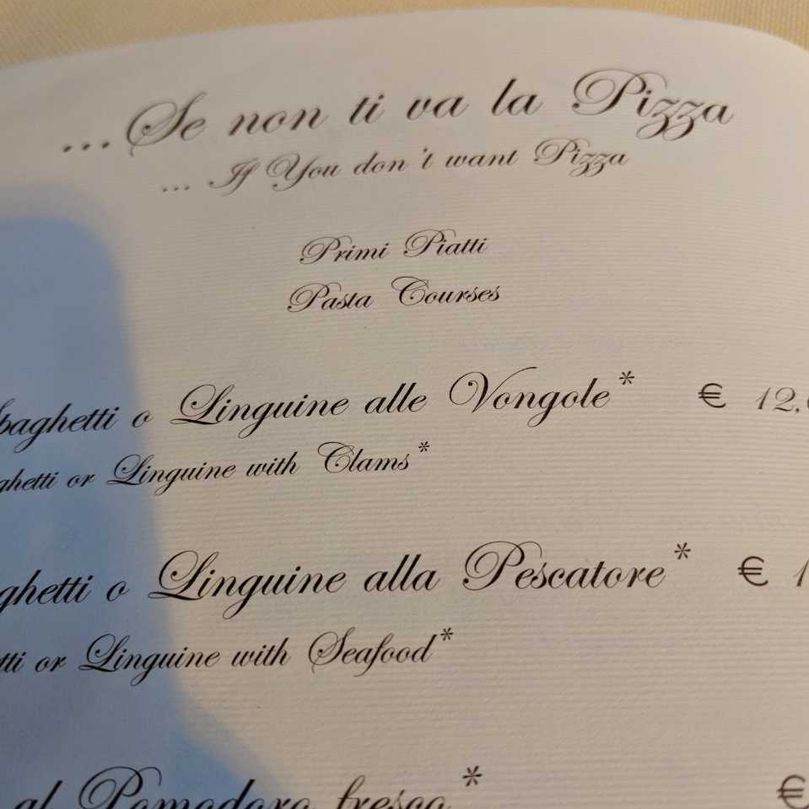 ...Se non ti va la Pizza
... If You don't want Pizza
Primi Piatti
Pasta Courses
paghetti o Linguine alle Vongole* € 12,
ghetti or Linguine with Clams*
ghetti o Linguine alla Pescatore* € 1
tti or Linguine with Seafood*
al Pomodoro fresco* €